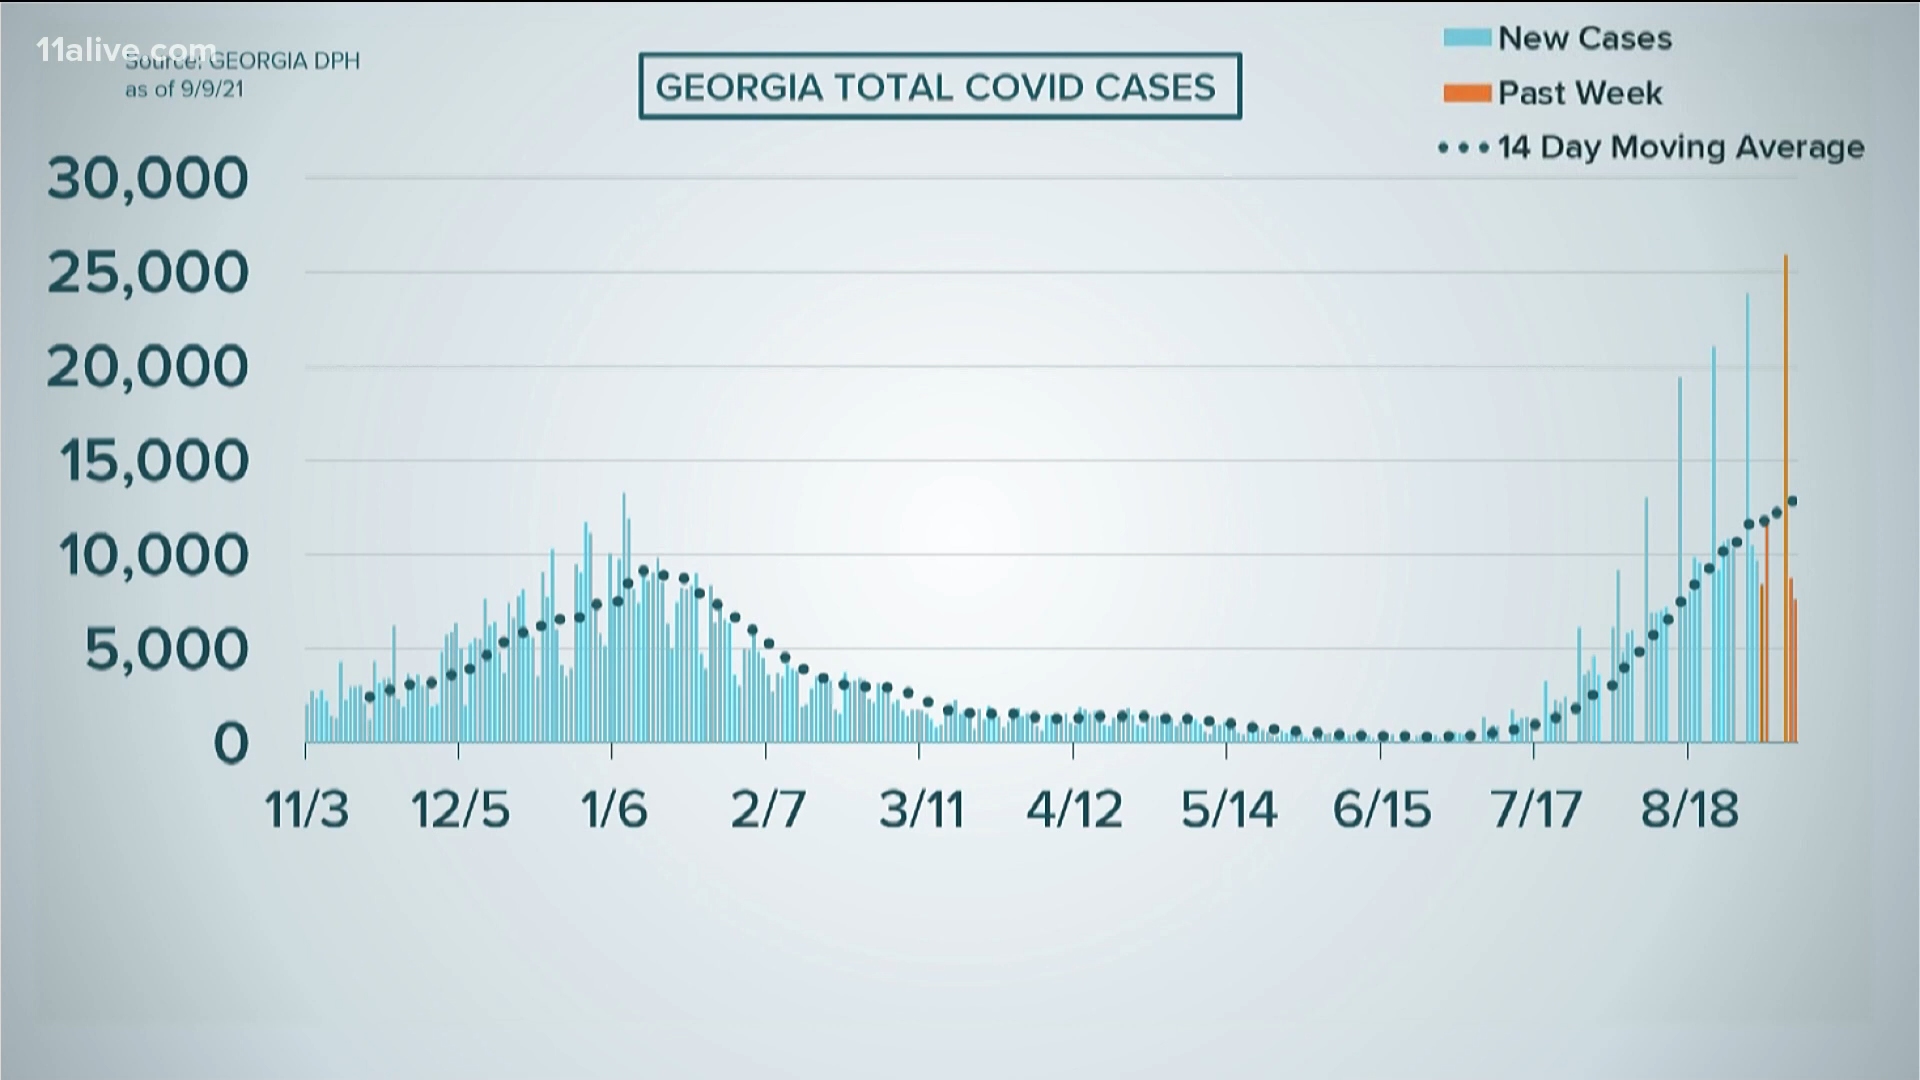 11alive.com
Source: GEORGIA DPH
as of 9/9/21
GEORGIA TOTAL COVID CASES
New Cases
Past Week
14 Day Moving Average
30,000
25,000
20,000
15,000
10,000
5,000
0
11/3 12/5 1/6 2/7 3/11 4/12 5/14 6/15 7/17 8/18